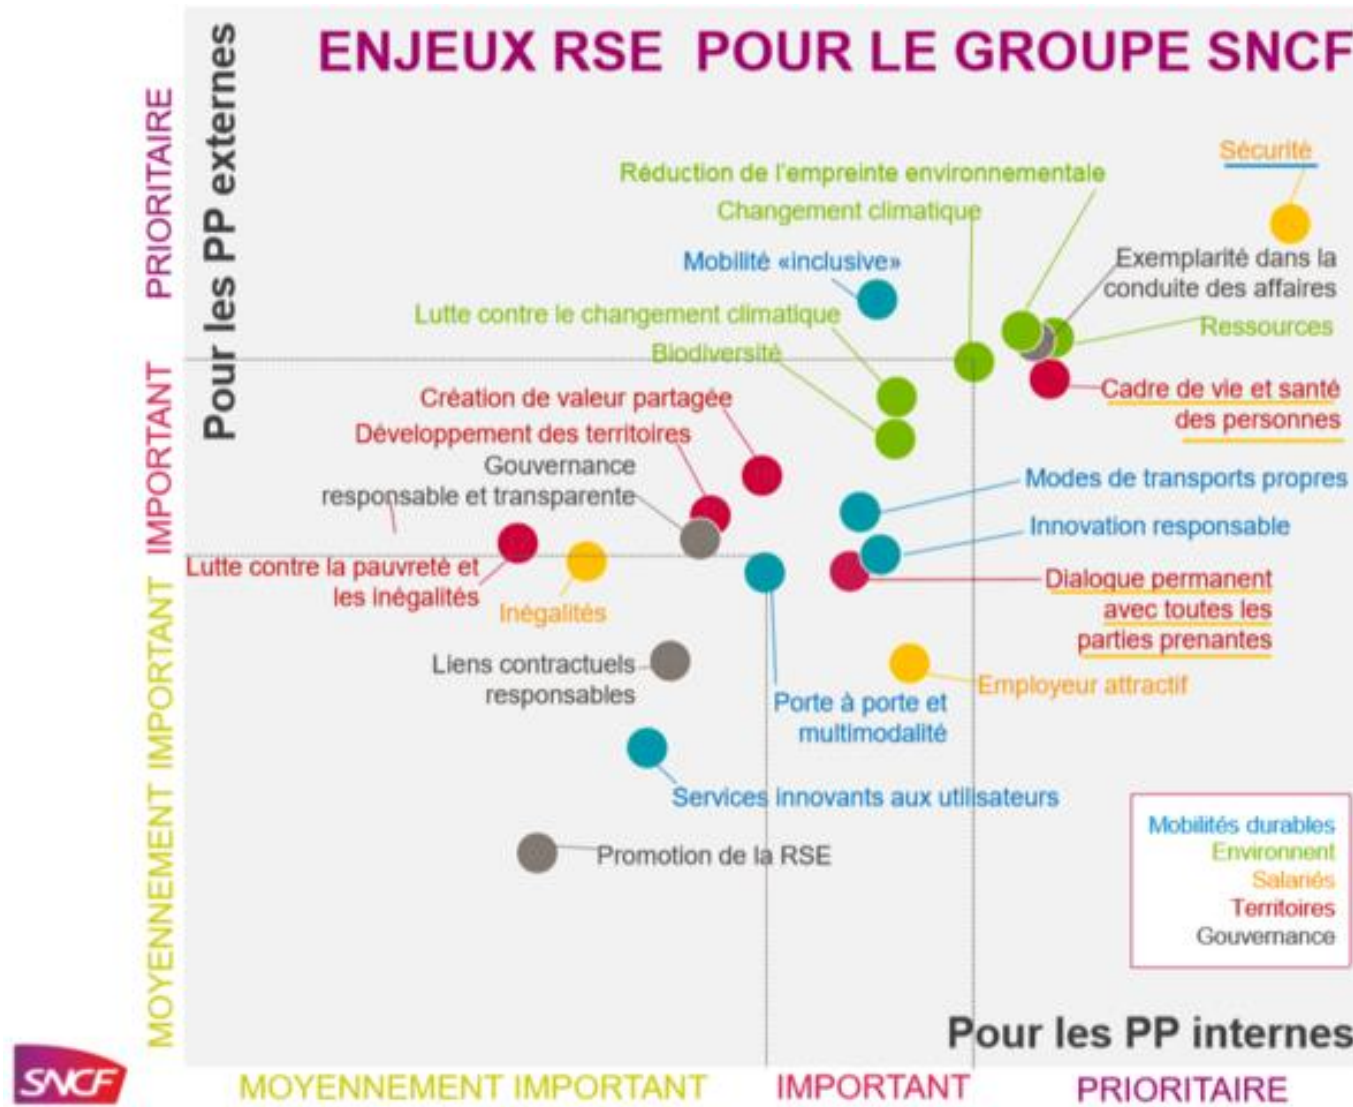 ENJEUX RSE POUR LE GROUPE SNCF
Pour les PP externes
PRIORITAIRE
IMPORTANT
MOYENNEMENT IMPORTANT
Sécurité
Réduction de l'empreinte environnementale
Changement climatique
Mobilité «inclusive»
Exemplarité dans la
conduite des affaires
Lutte contre le changement climatique
Ressources
Biodiversité
Création de valeur partagée
Cadre de vie et santé
des personnes
Développement des territoires
Gouvernance
responsable et transparente
Modes de transports propres
Innovation responsable
Lutte contre la pauvreté et
les inégalités
Inégalités
Dialogue permanent
avec toutes les
parties prenantes
Liens contractuels
responsables
Employeur attractif
Porte à porte et
multimodalité
Services innovants aux utilisateurs
Promotion de la RSE
Mobilités durables
Environnent
Salariés
Territoires
Gouvernance
Pour les PP internes
SNCF
MOYENNEMENT IMPORTANT
IMPORTANT
PRIORITAIRE